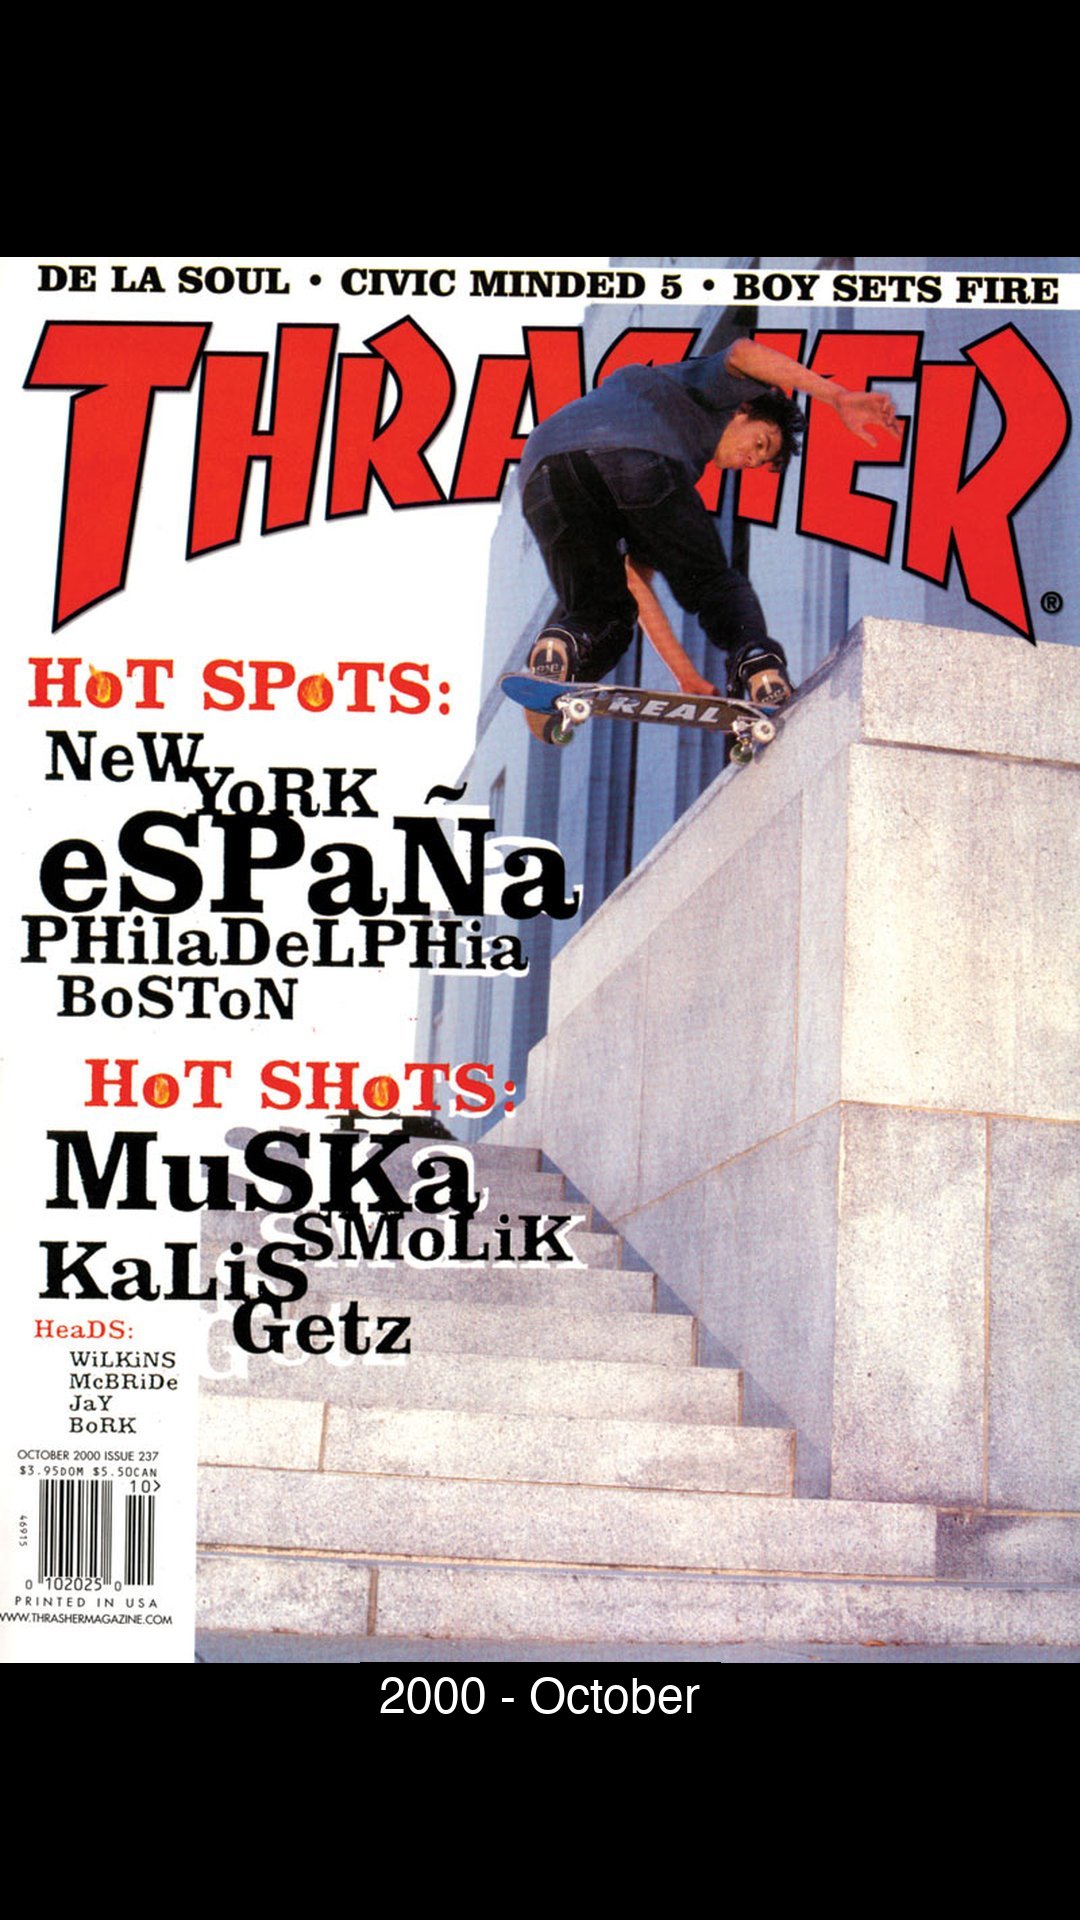 DE LA SOUL • CIVIC MINDED 5 • BOY SETS FIRE
THRASHER
®
HoT SPoTS:
NeW
YoRK
eSPaÑa
PHilaDeLPHia
BoSToN
REAL
HoT SHoTS:
MuSKa
SMoLiK
KaLiS
Getz
HeaDS:
WiLKiNS
McBRiDe
JaY
BoRK
OCTOBER 2000 ISSUE 237
$3.95DOM $5.50CAN
10>
46915
0 102025 0
PRINTED IN USA
WWW.THRASHERMAGAZINE.COM
2000 - October